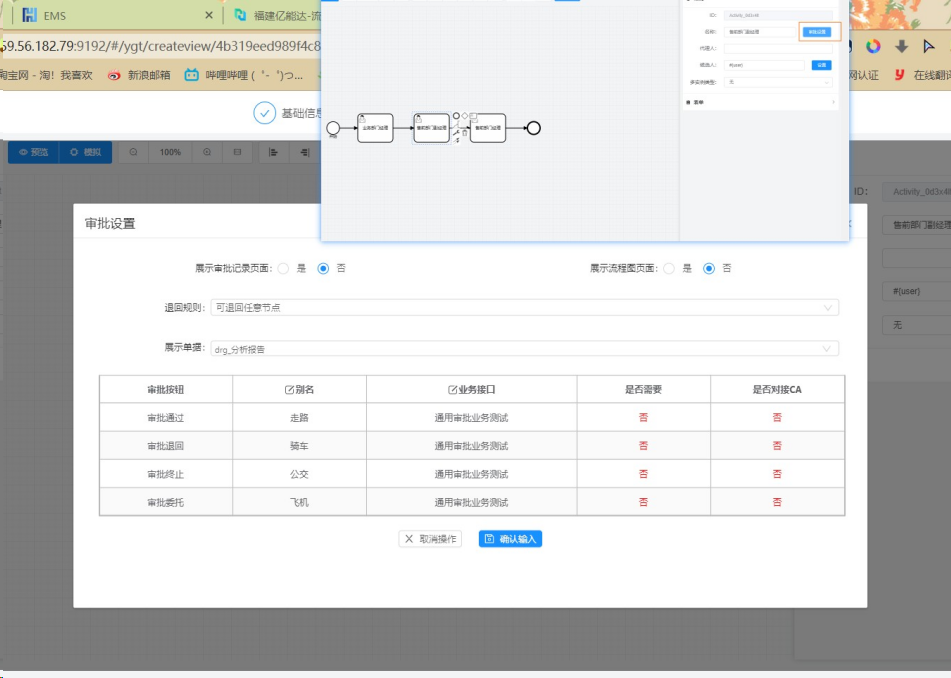 EMS
×
福建亿能达-流
59.56.182.79:9192/#/ygt/createview/4b319eed989f4c8
淘宝网 - 淘！我喜欢
新浪邮箱
哔哩哔哩 ( ゜- ゜)つ...
网认证
在线翻译
基础信息
ID:
Activity_0d3x4l6
名称:
售前部门副经理
审批设置
代理人:
候选人:
#{user}
设置
多实例类型:
无
表单
开始
业务部门经理
售前部门副经理
售前部门经理
预览
模拟
100%
ID:
Activity_0d3x4l
售前部门副经理
#{user}
无
审批设置
展示审批记录页面:
是
否
展示流程图页面:
是
否
退回规则:
可退回任意节点
展示单据:
drg_分析报告
审批按钮 别名 业务接口 是否需要 是否对接CA
审批通过 走路 通用审批业务测试 否 否
审批退回 骑车 通用审批业务测试 否 否
审批终止 公交 通用审批业务测试 否 否
审批委托 飞机 通用审批业务测试 否 否
取消操作
确认输入